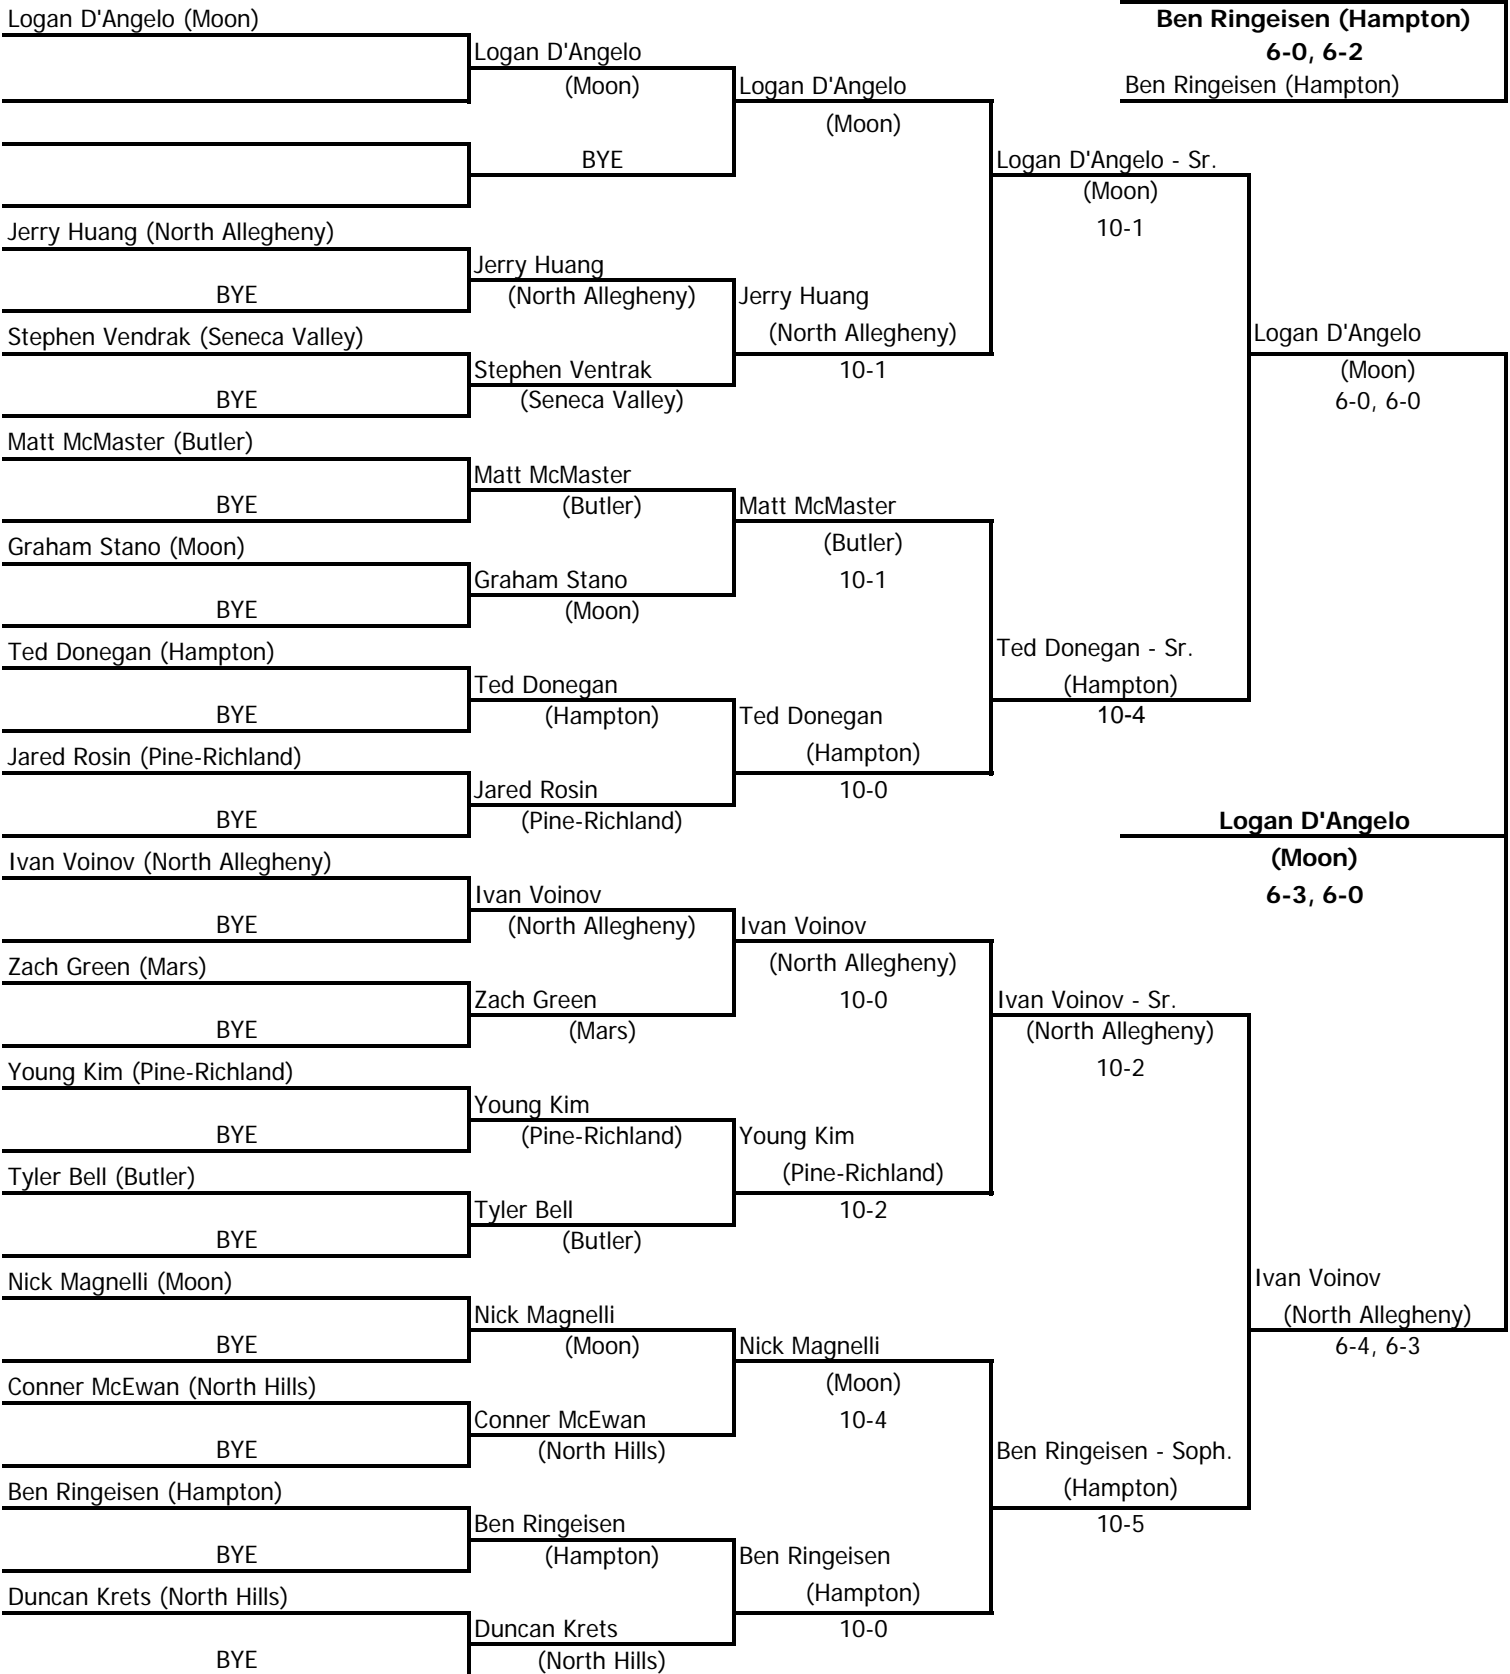 Logan D'Angelo (Moon)
Ben Ringeisen (Hampton)
Logan D'Angelo
6-0, 6-2
(Moon)
Logan D'Angelo
Ben Ringeisen (Hampton)
(Moon)
BYE
Logan D'Angelo - Sr.
(Moon)
Jerry Huang (North Allegheny)
10-1
Jerry Huang
BYE
(North Allegheny)
Jerry Huang
Stephen Vendrak (Seneca Valley)
(North Allegheny)
Logan D'Angelo
Stephen Ventrak
10-1
(Moon)
BYE
(Seneca Valley)
6-0, 6-0
Matt McMaster (Butler)
Matt McMaster
BYE
(Butler)
Matt McMaster
Graham Stano (Moon)
(Butler)
Graham Stano
10-1
BYE
(Moon)
Ted Donegan (Hampton)
Ted Donegan - Sr.
Ted Donegan
(Hampton)
BYE
(Hampton)
Ted Donegan
10-4
Jared Rosin (Pine-Richland)
(Hampton)
Jared Rosin
10-0
BYE
(Pine-Richland)
Logan D'Angelo
Ivan Voinov (North Allegheny)
(Moon)
Ivan Voinov
6-3, 6-0
BYE
(North Allegheny)
Ivan Voinov
Zach Green (Mars)
(North Allegheny)
Zach Green
10-0
Ivan Voinov - Sr.
BYE
(Mars)
(North Allegheny)
Young Kim (Pine-Richland)
10-2
Young Kim
BYE
(Pine-Richland)
Young Kim
Tyler Bell (Butler)
(Pine-Richland)
Tyler Bell
10-2
BYE
(Butler)
Nick Magnelli (Moon)
Ivan Voinov
Nick Magnelli
(North Allegheny)
BYE
(Moon)
Nick Magnelli
6-4, 6-3
Conner McEwan (North Hills)
(Moon)
Conner McEwan
10-4
BYE
(North Hills)
Ben Ringeisen - Soph.
Ben Ringeisen (Hampton)
(Hampton)
Ben Ringeisen
10-5
BYE
(Hampton)
Ben Ringeisen
Duncan Krets (North Hills)
(Hampton)
Duncan Krets
10-0
BYE
(North Hills)